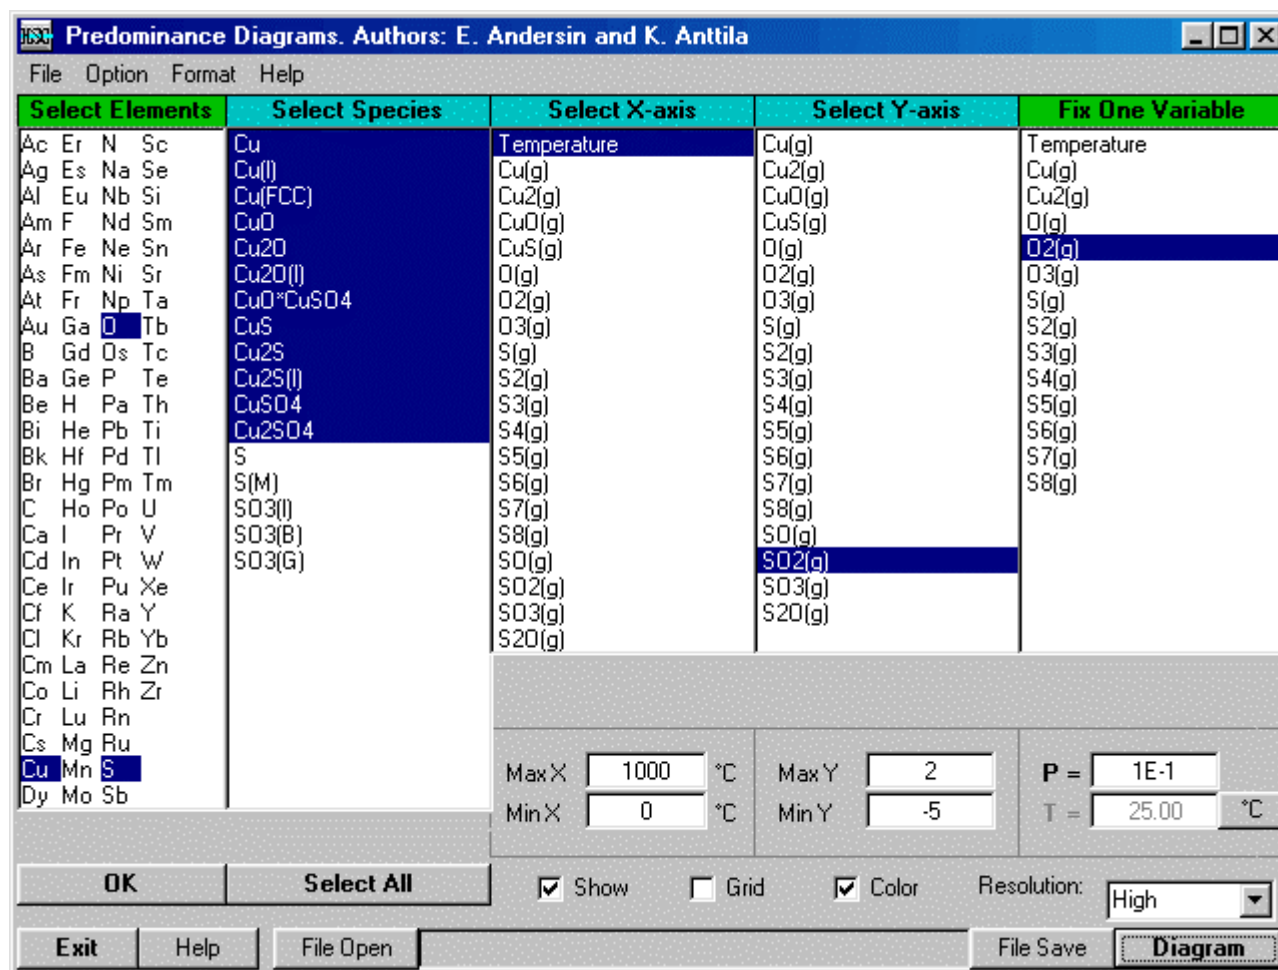 HSC Predominance Diagrams. Authors: E. Andersin and K. Anttila
File Option Format Help
Select Elements Select Species Select X-axis Select Y-axis Fix One Variable
Ac Er N Sc
Ag Es Na Se
Al Eu Nb Si
Am F Nd Sm
Ar Fe Ne Sn
As Fm Ni Sr
At Fr Np Ta
Au Ga O Tb
B Gd Os Tc
Ba Ge P Te
Be H Pa Th
Bi He Pb Ti
Bk Hf Pd Tl
Br Hg Pm Tm
C Ho Po U
Ca I Pr V
Cd In Pt W
Ce Ir Pu Xe
Cf K Ra Y
Cl Kr Rb Yb
Cm La Re Zn
Co Li Rh Zr
Cr Lu Rn
Cs Mg Ru
Cu Mn S
Dy Mo Sb
Cu
Cu(l)
Cu(FCC)
CuO
Cu2O
Cu2O(l)
CuO*CuSO4
CuS
Cu2S
Cu2S(l)
CuSO4
Cu2SO4
S
S(M)
SO3(l)
SO3(B)
SO3(G)
Temperature
Cu(g)
Cu2(g)
CuO(g)
CuS(g)
O(g)
O2(g)
O3(g)
S(g)
S2(g)
S3(g)
S4(g)
S5(g)
S6(g)
S7(g)
S8(g)
SO(g)
SO2(g)
SO3(g)
S2O(g)
Cu(g)
Cu2(g)
CuO(g)
CuS(g)
O(g)
O2(g)
O3(g)
S(g)
S2(g)
S3(g)
S4(g)
S5(g)
S6(g)
S7(g)
S8(g)
SO(g)
SO2(g)
SO3(g)
S2O(g)
Temperature
Cu(g)
Cu2(g)
O(g)
O2(g)
O3(g)
S(g)
S2(g)
S3(g)
S4(g)
S5(g)
S6(g)
S7(g)
S8(g)
Max X 1000 °C Max Y 2 P = 1E-1
Min X 0 °C Min Y -5 T = 25.00 °C
OK Select All Show Grid Color Resolution: High
Exit Help File Open File Save Diagram